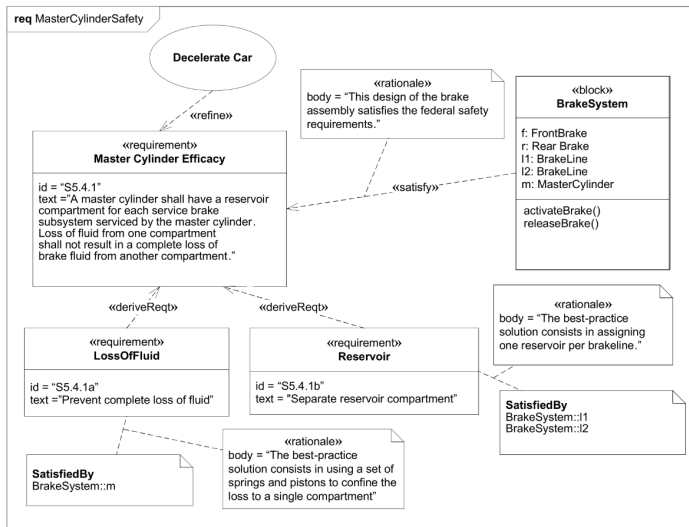 req MasterCylinderSafety
Decelerate Car
«refine»
«rationale»
body = “This design of the brake
assembly satisfies the federal safety
requirements.”
«block»
BrakeSystem
f: FrontBrake
r: Rear Brake
l1: BrakeLine
l2: BrakeLine
m: MasterCylinder
activateBrake()
releaseBrake()
«requirement»
Master Cylinder Efficacy
id = “S5.4.1”
text =“A master cylinder shall have a reservoir
compartment for each service brake
subsystem serviced by the master cylinder.
Loss of fluid from one compartment
shall not result in a complete loss of
brake fluid from another compartment.”
«satisfy»
«deriveReqt»
«deriveReqt»
«requirement»
LossOfFluid
id = “S5.4.1a”
text =“Prevent complete loss of fluid”
«requirement»
Reservoir
id = “S5.4.1b”
text = “Separate reservoir compartment”
«rationale»
body = “The best-practice
solution consists in assigning
one reservoir per brakeline.”
SatisfiedBy
BrakeSystem::l1
BrakeSystem::l2
SatisfiedBy
BrakeSystem::m
«rationale»
body = “The best-practice
solution consists in using a set of
springs and pistons to confine the
loss to a single compartment”